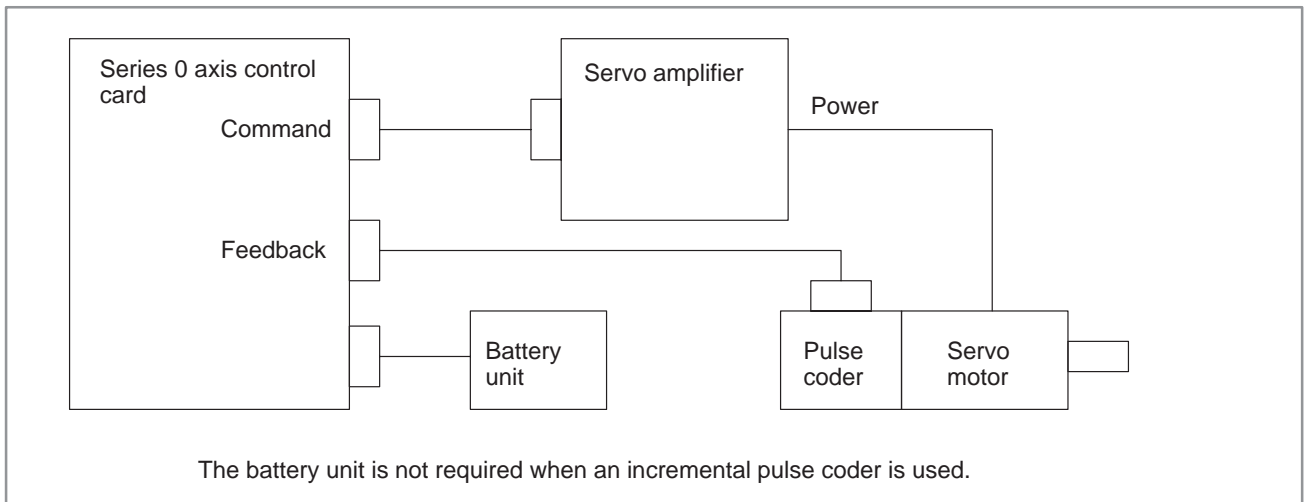 Series 0 axis control
card
Servo amplifier
Command
Power
Feedback
Battery
unit
Pulse
coder
Servo
motor
The battery unit is not required when an incremental pulse coder is used.